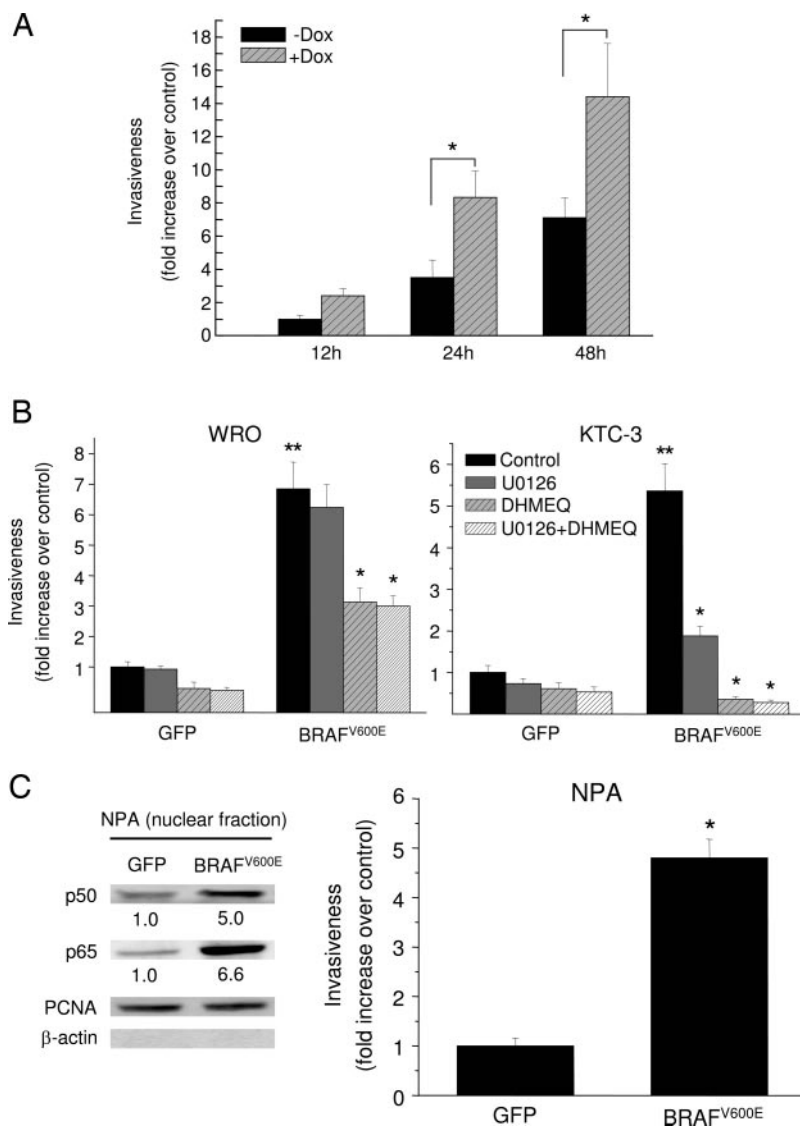 A
-Dox
+Dox
Invasiveness
(fold increase over control)
18
16
14
12
10
8
6
4
2
0
*
*
12h
24h
48h
B
WRO
Invasiveness
(fold increase over control)
8
7
6
5
4
3
2
1
**
*
*
GFP
BRAFV600E
KTC-3
Control
U0126
DHMEQ
U0126+DHMEQ
6
5
4
3
2
1
**
*
*
*
GFP
BRAFV600E
C
NPA (nuclear fraction)
GFP BRAFV600E
p50
1.0 5.0
p65
1.0 6.6
PCNA
β-actin
NPA
Invasiveness
(fold increase over control)
6
5
4
3
2
1
0
*
GFP
BRAFV600E